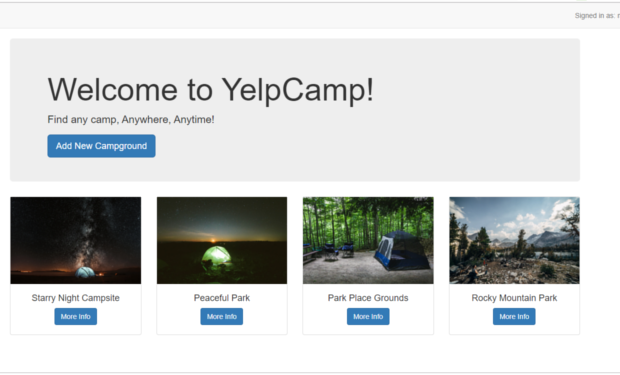 Signed in as:
Welcome to YelpCamp!
Find any camp, Anywhere, Anytime!
Add New Campground
Starry Night Campsite
Peaceful Park
Park Place Grounds
Rocky Mountain Park
More Info
More Info
More Info
More Info